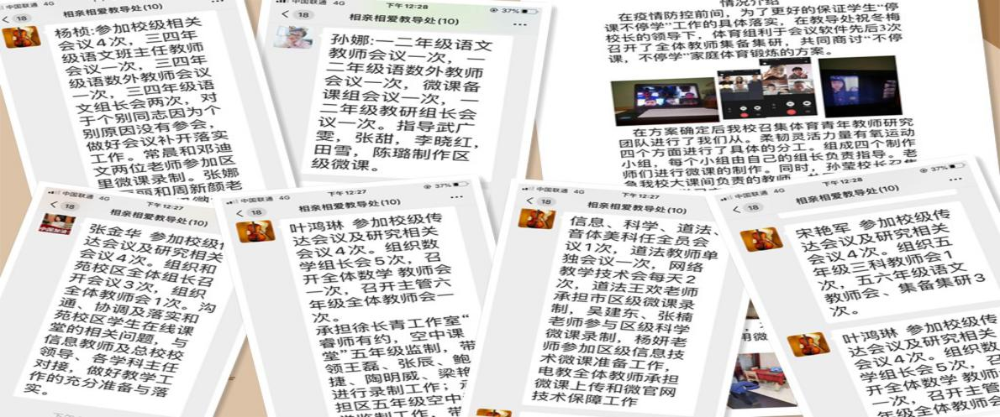 18
相亲相爱教导处(10)
杨桢:参加校级相关
会议4次，三四年
级语文班主任教师
会议一次，三四年
级语数外教师会议
一次，三四年级语
文组长会两次，对
于个别同志因为个
别原因没有参会，
做好会议补开落实
工作。常晨和邓迪
文两位老师参加区
里微课录制。张娜
丽和周新颜老
中国联通 4G
下午12:28
37%
18
相亲相爱教导处(10)
孙娜:一二年级语文
教师会议一次，一
二年级语数外教师
会议一次，微课备
课组会议一次，一
二年级教研组长会
议一次。指导武广
雯，张甜，李晓红，
田雪，陈璐制作区
级微课。
情况介绍
在疫情防控前间，为了更好的保证学生“停
课不停学”工作的具体落实，在教导处祝冬梅
校长的领导下，体育组利于会议软件先后3次
召开了全体教师集备集研，共同商讨“不停
课，不停学”家庭体育锻炼的方案。
在方案确定后我校召集体育青年教师研究
团队进行了我们从。柔韧灵活力量有氧运动
四个方面进行了具体的分工。组成四个制作
小组，每个小组由自己的组长负责指导。老
师们进行微课的制作。同时，孙莹校长召集
急我校大课间负责的教师
中国联通 4G
下午12:27
18
相亲相爱教导处(10)
张金华 参加校级传
达会议及研究相关
会议4次。组织和
苑校区全体组长召
开会议3次，组织
全体教师会1次。沟
通、协调及落实和
苑校区学生在线课
堂的相关问题，与
信息教师及总校校
领导、各学科主任
对接，做好教学工
作的充分准备与落
实。
中国联通 4G
下午12:27
37%
18
相亲相爱教导处(10)
叶鸿琳 参加校级传
达会议及研究相关
会议4次。组织数
学组长会5次，召
开全体数学 教师会
一次，召开主管六
年级全体教师会一
次。
承担徐长青工作室“
睿师有约，空中课
堂”五年级监制，带
领王磊、张辰、鲍
捷、陶明威、梁艳
进行录制工作；
担区五年级空中
中国联通 4G
下午12:27
18
相亲相爱教导处(10)
信息、科学、道法、
音体美科任全员会
议1次，道法教师单
独会议一次，网络
教学技术会每天2
次，道法王欢老师
承担市区级微课录
制，吴建东、张楠
老师参与区级科学
微课录制，杨妍老
师参加区级信息技
术微课准备工作，
电教全体教师承担
微课上传和微官网
技术保障工作
中国联通 4G
下午12:28
37%
18
相亲相爱教导处(10)
宋艳军 参加校级传
达会议及研究相关
会议4次。组织五
年级三科教师会1
次，五六年级语文
教师会、集备集研3
次。
叶鸿琳 参加校级传
达会议及研究相关
会议4次。组织数
学组长会5次，召
开全体数学 教师会
一次，召开主管
年级全体教师会
用微